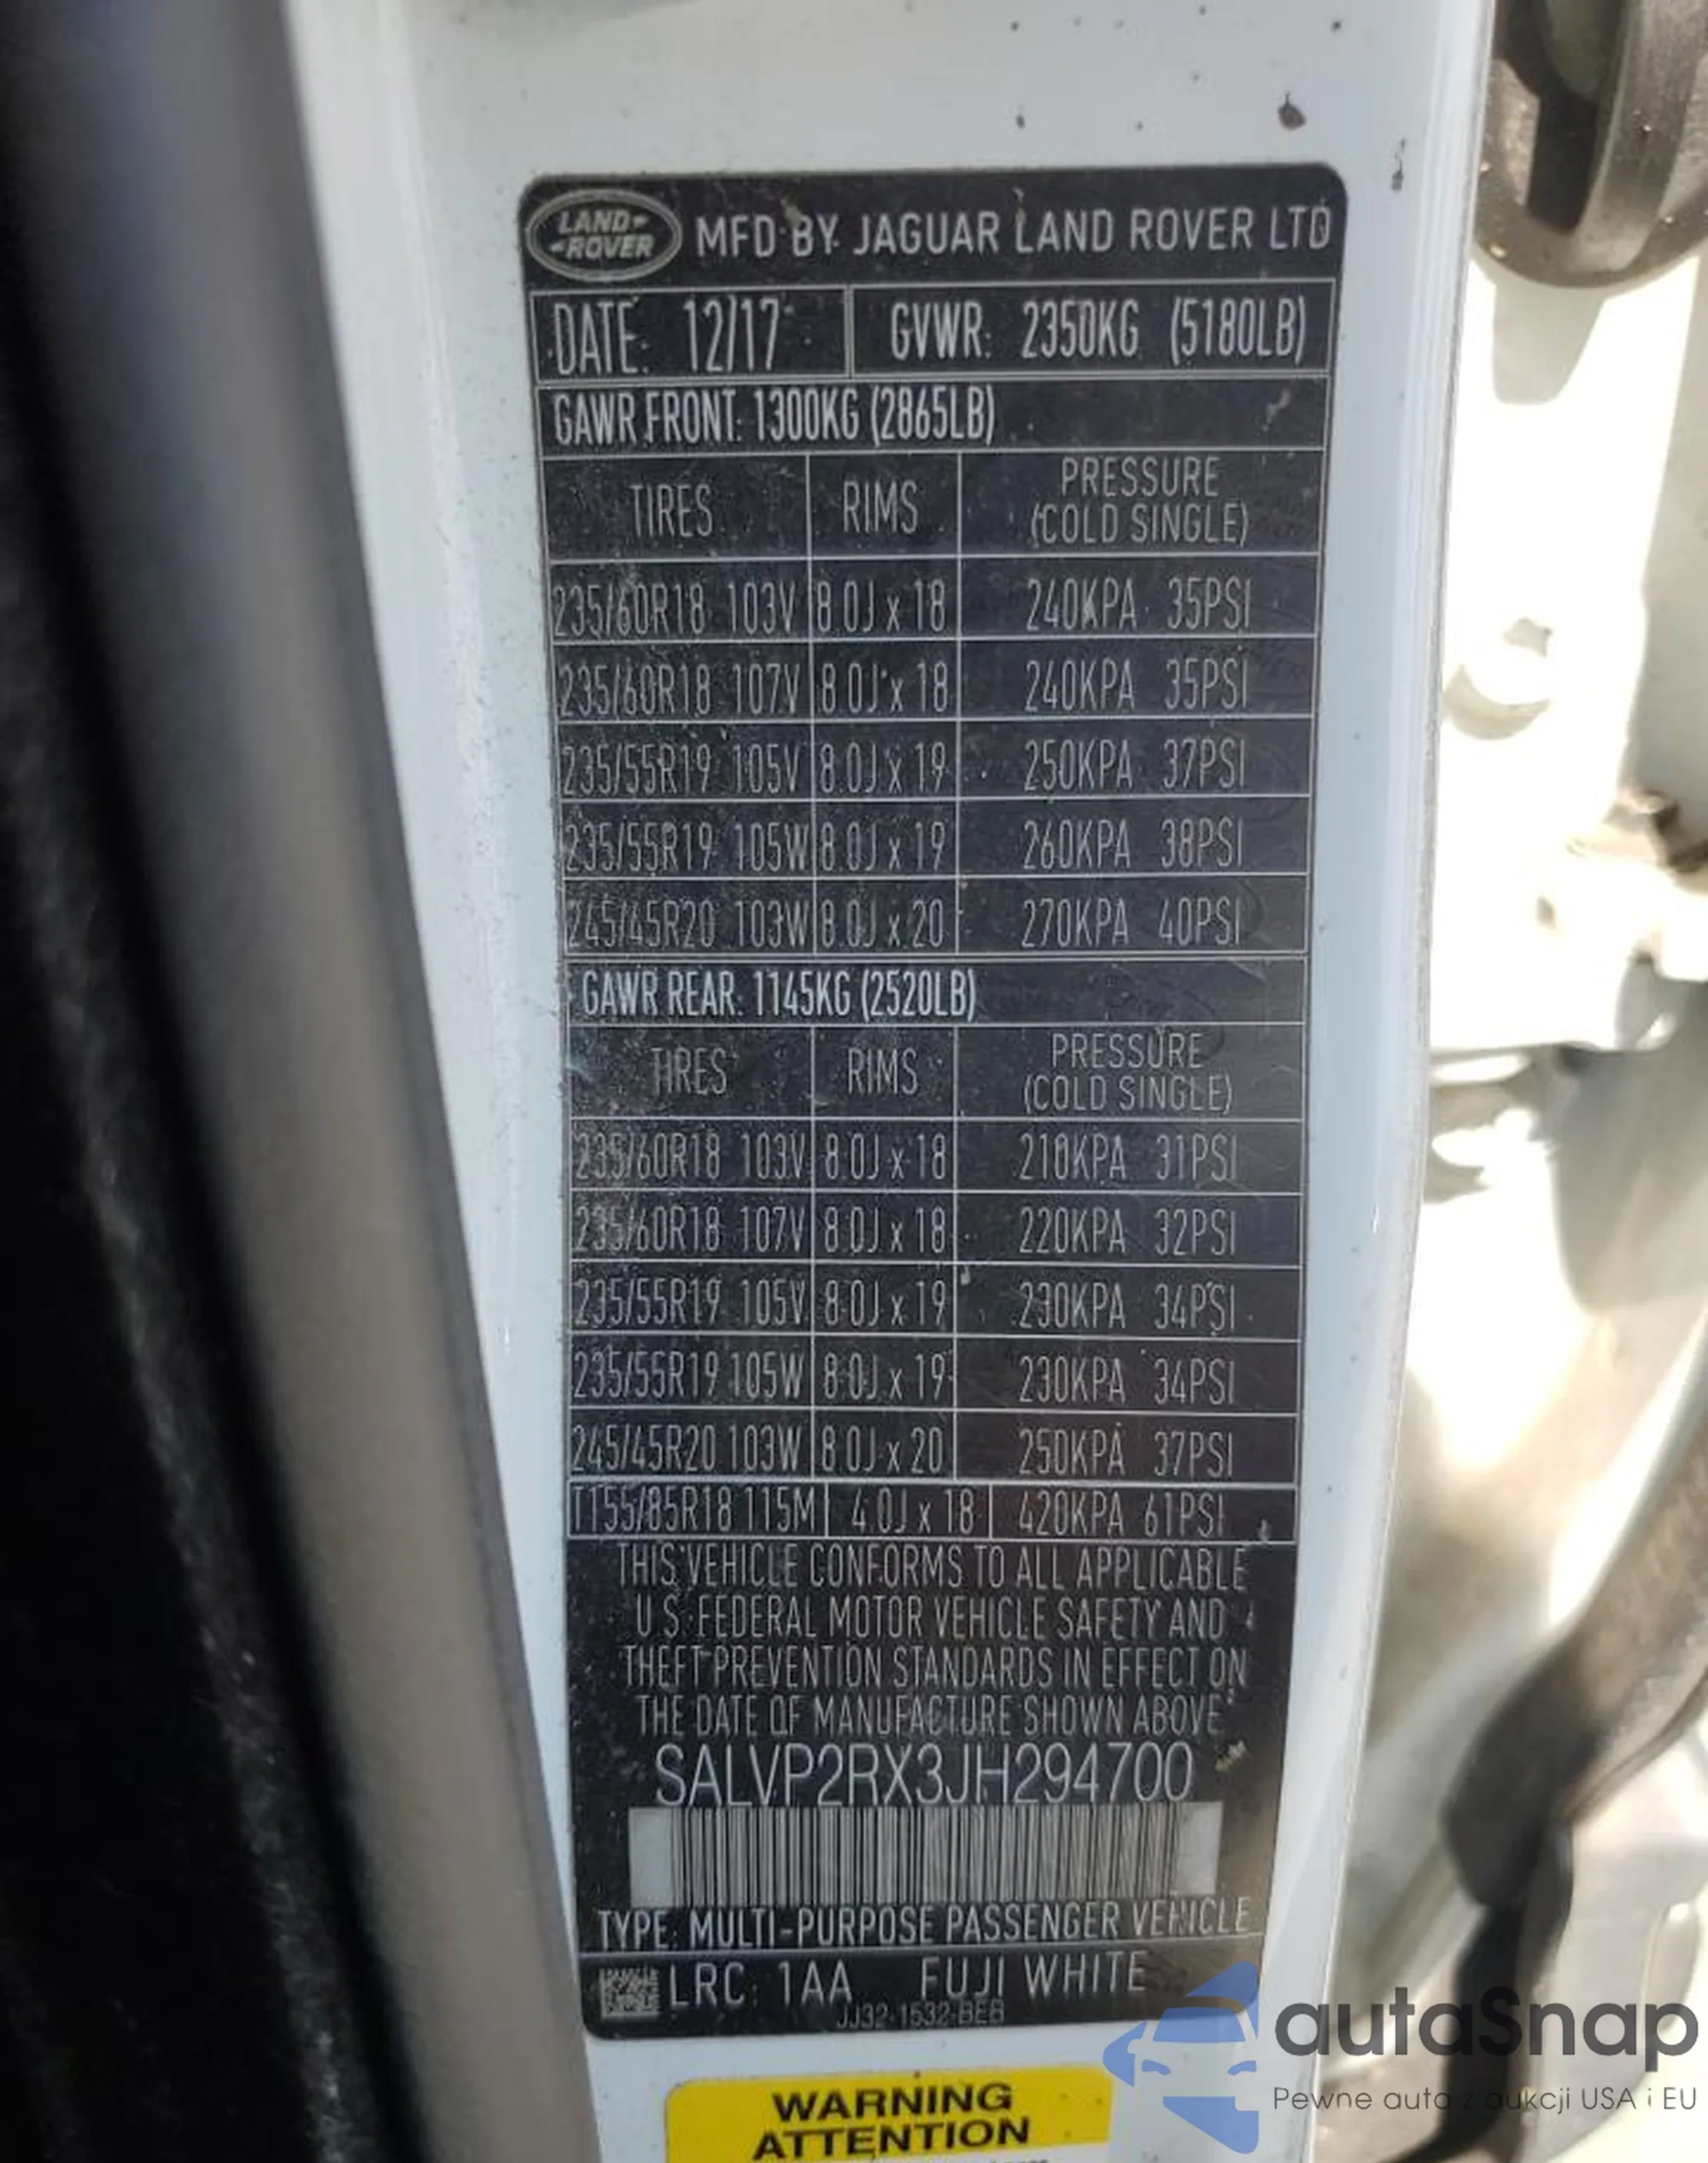 LAND ROVER MFD BY JAGUAR LAND ROVER LTD
DATE: 12/17 GVWR: 2350KG (5180LB)
GAWR FRONT: 1300KG (2865LB)
TIRES RIMS PRESSURE (COLD SINGLE)
235/60R18 103V 8.0J x 18 240KPA 35PSI
235/60R18 107V 8.0J x 18 240KPA 35PSI
235/55R19 105V 8.0J x 19 250KPA 37PSI
235/55R19 105W 8.0J x 19 260KPA 38PSI
245/45R20 103W 8.0J x 20 270KPA 40PSI
GAWR REAR: 1145KG (2520LB)
TIRES RIMS PRESSURE (COLD SINGLE)
235/60R18 103V 8.0J x 18 210KPA 31PSI
235/60R18 107V 8.0J x 18 220KPA 32PSI
235/55R19 105V 8.0J x 19 230KPA 34PSI
235/55R19 105W 8.0J x 19 230KPA 34PSI
245/45R20 103W 8.0J x 20 250KPA 37PSI
T155/85R18 115M 4.0J x 18 420KPA 61PSI
THIS VEHICLE CONFORMS TO ALL APPLICABLE
U.S. FEDERAL MOTOR VEHICLE SAFETY AND
THEFT PREVENTION STANDARDS IN EFFECT ON
THE DATE OF MANUFACTURE SHOWN ABOVE
SALVP2RX3JH294700
TYPE: MULTI-PURPOSE PASSENGER VEHICLE
LRC: 1AA FUJI WHITE
JJ32-1532-BEB
WARNING
ATTENTION
autaSnap
Pewne auta z aukcji USA i EU